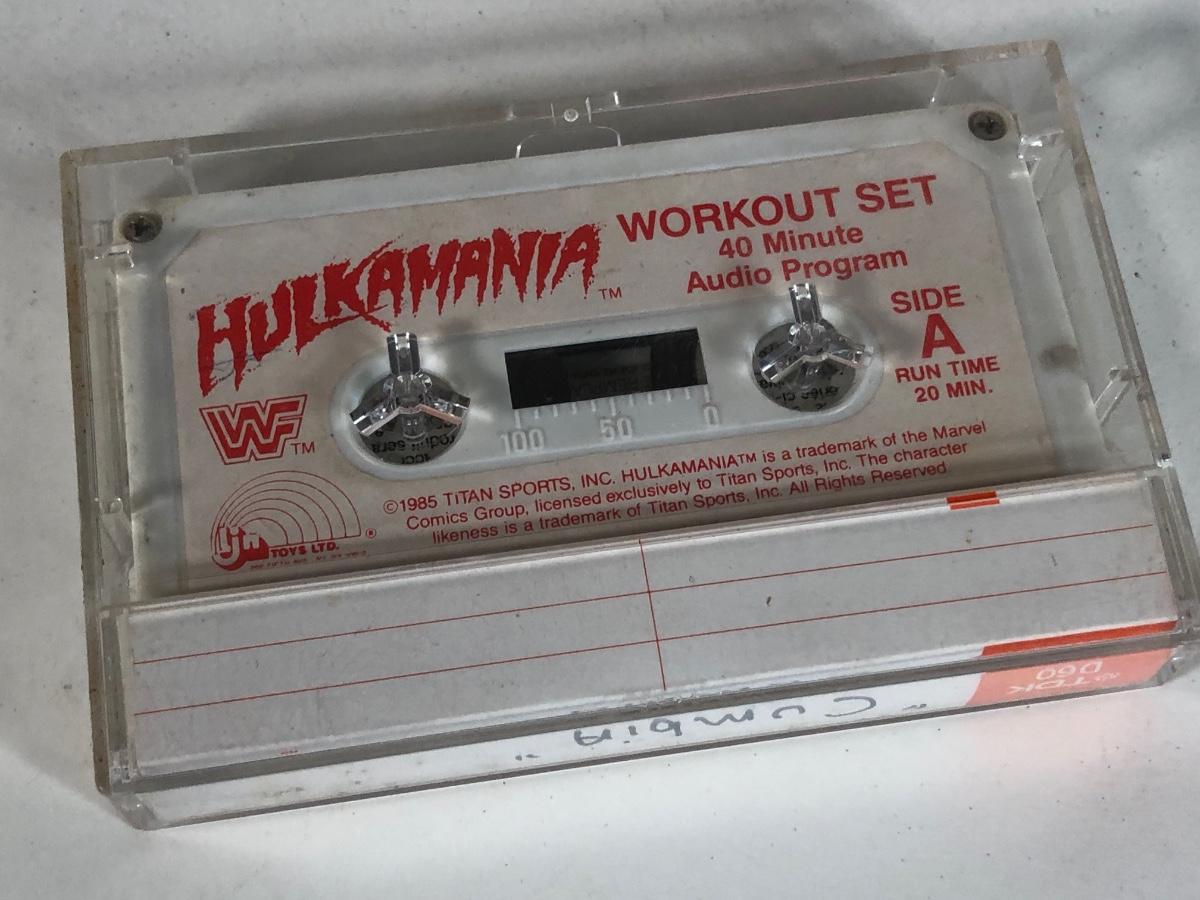 HULKAMANIA™
WORKOUT SET
40 Minute
Audio Program
SIDE
A
RUN TIME
20 MIN.
WF™
100 50 0
©1985 TITAN SPORTS, INC. HULKAMANIA™ is a trademark of the Marvel
Comics Group, licensed exclusively to Titan Sports, Inc. The character
likeness is a trademark of Titan Sports, Inc. All Rights Reserved
LJN TOYS LTD.®
TDK
D60
"Cumbia"